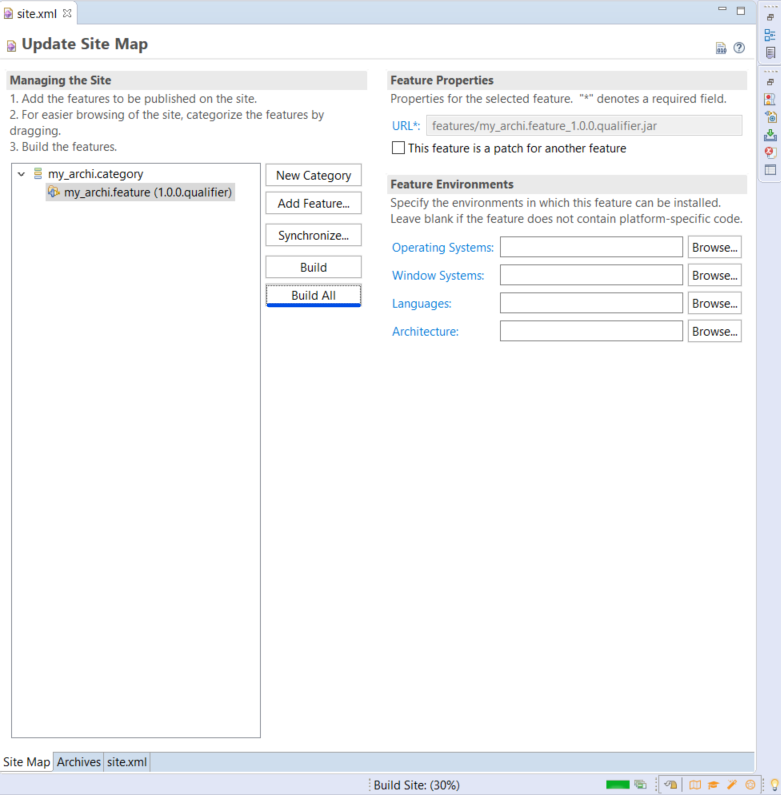 site.xml
Update Site Map
Managing the Site
1. Add the features to be published on the site.
2. For easier browsing of the site, categorize the features by
dragging.
3. Build the features.
my_archi.category
my_archi.feature (1.0.0.qualifier)
New Category
Add Feature...
Synchronize...
Build
Build All
Feature Properties
Properties for the selected feature. "*" denotes a required field.
URL*: features/my_archi.feature_1.0.0.qualifier.jar
This feature is a patch for another feature
Feature Environments
Specify the environments in which this feature can be installed.
Leave blank if the feature does not contain platform-specific code.
Operating Systems: Browse...
Window Systems: Browse...
Languages: Browse...
Architecture: Browse...
Site Map Archives site.xml
Build Site: (30%)